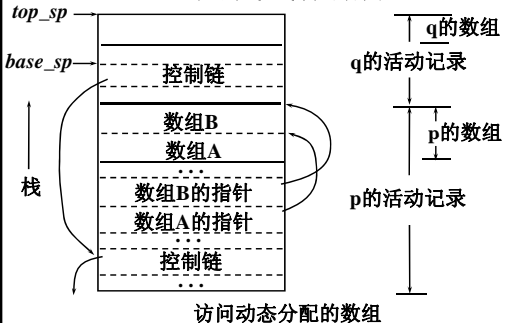 top_sp
q的数组
base_sp
控制链
q的活动记录
数组B
p的数组
数组A
...
栈
数组B的指针
数组A的指针
p的活动记录
...
控制链
...
访问动态分配的数组